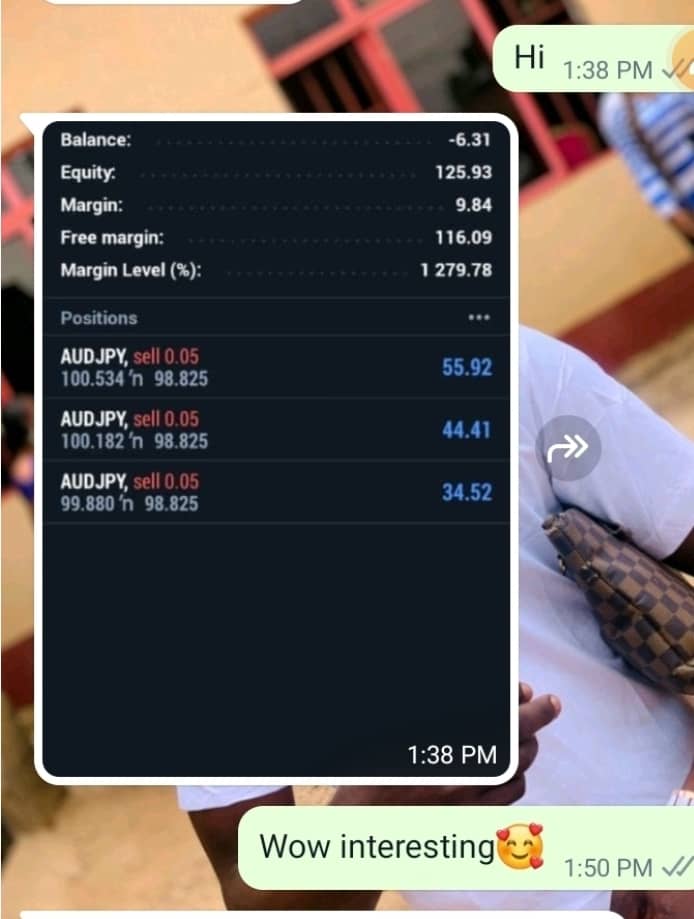 Hi 1:38 PM
Balance: -6.31
Equity: 125.93
Margin: 9.84
Free margin: 116.09
Margin Level (%): 1 279.78
Positions
AUDJPY, sell 0.05
100.534 'n 98.825 55.92
AUDJPY, sell 0.05
100.182 'n 98.825 44.41
AUDJPY, sell 0.05
99.880 'n 98.825 34.52
1:38 PM
Wow interesting🥰 1:50 PM